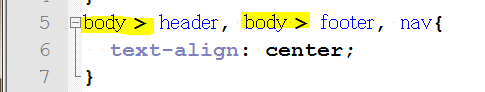 5 body > header, body > footer, nav{
6 text-align: center;
7 }